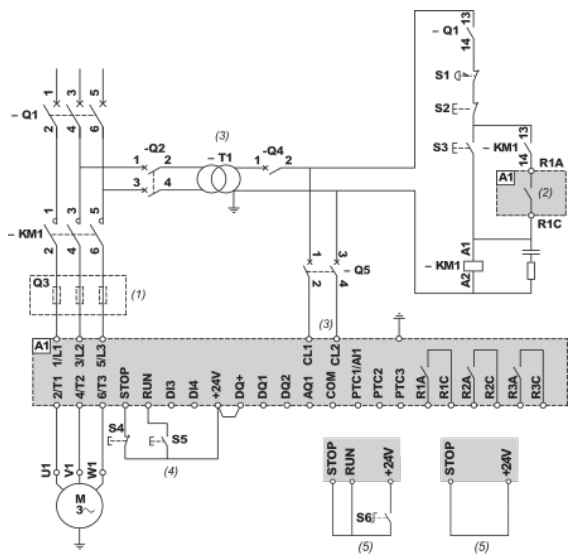 13
– Q1
14
S1
S2
S3
13
– KM1
14
R1A
A1
(2)
R1C
A1
– KM1
A2
1 3 5
– Q1
2 4 6
-Q2
1 2
3 4
(3)
– T1
-Q4
1 2
1 3 5
– KM1
2 4 6
Q3
(1)
1 3
– Q5
2 4
(3)
A1
1/L1 3/L2 5/L3 CL1 CL2
2/T1 4/T2 6/T3 STOP RUN DI3 DI4 +24V DQ+ DQ1 DQ2 AQ1 COM PTC1/AI1 PTC2 PTC3 R1A R1C R2A R2C R3A R3C
S4 S5
(4)
U1 V1 W1
M
3
STOP RUN +24V
S6
(5)
STOP +24V
(5)